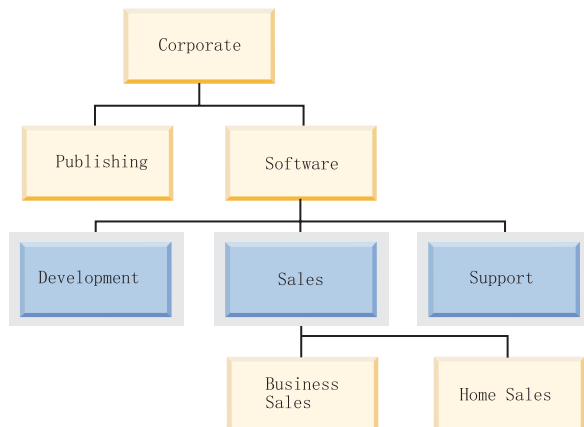 Corporate
Publishing
Software
Development
Sales
Support
Business
Sales
Home Sales